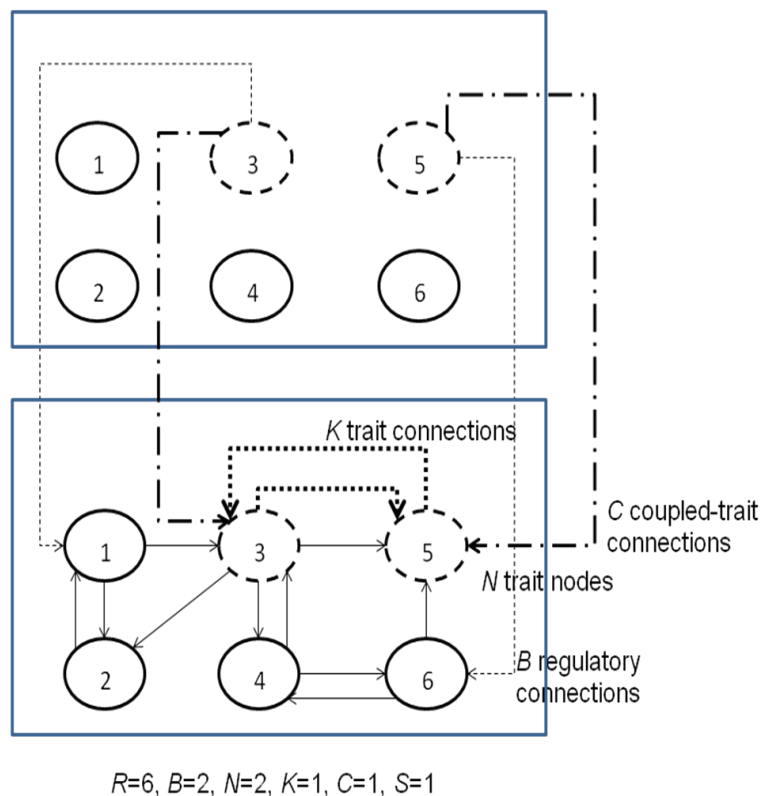 1
3
5
2
4
6
K trait connections
1
3
5
C coupled-trait
connections
N trait nodes
2
4
6
B regulatory
connections
R=6, B=2, N=2, K=1, C=1, S=1